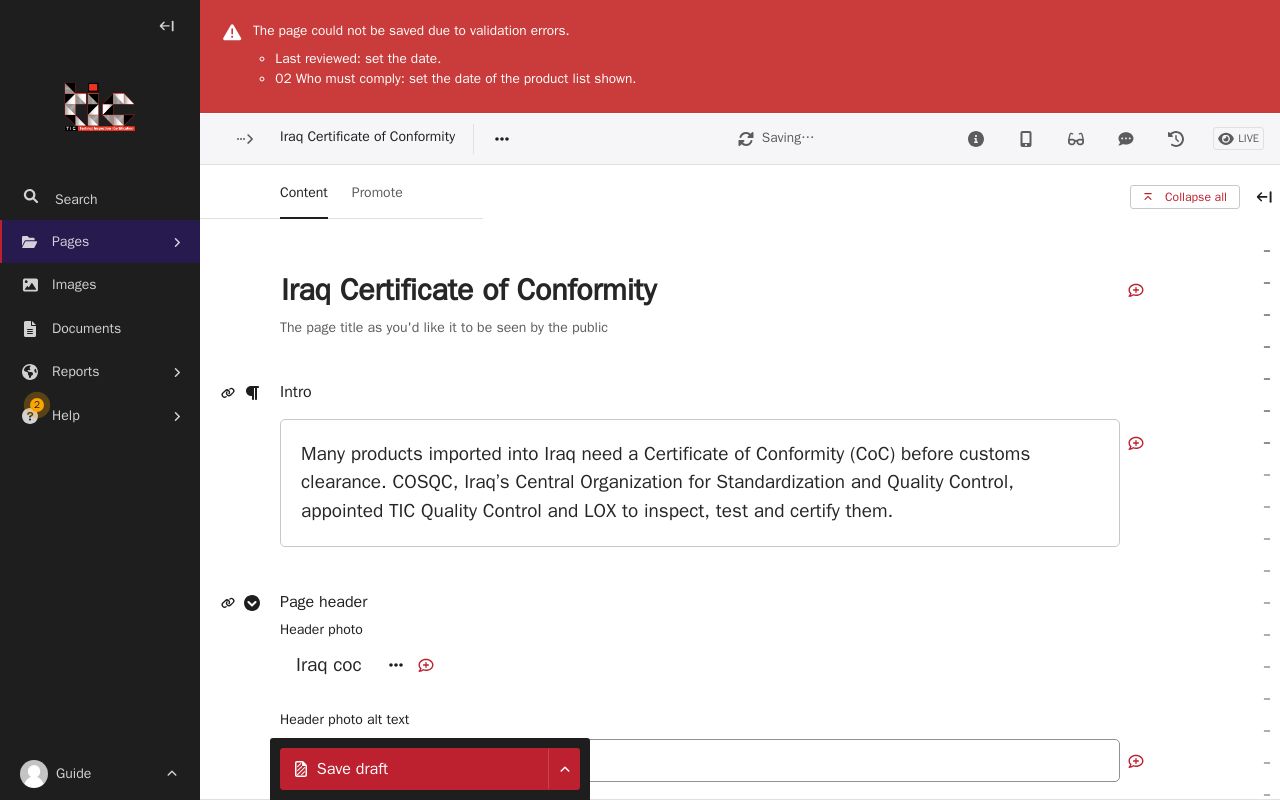 The page could not be saved due to validation errors.
Last reviewed: set the date.
02 Who must comply: set the date of the product list shown.
Iraq Certificate of Conformity
Saving…
LIVE
tic
Search
Pages
Images
Documents
Reports
2
Help
Guide
Content
Promote
Collapse all
Iraq Certificate of Conformity
The page title as you'd like it to be seen by the public
Intro
Many products imported into Iraq need a Certificate of Conformity (CoC) before customs
clearance. COSQC, Iraq’s Central Organization for Standardization and Quality Control,
appointed TIC Quality Control and LOX to inspect, test and certify them.
Page header
Header photo
Iraq coc
Header photo alt text
Save draft